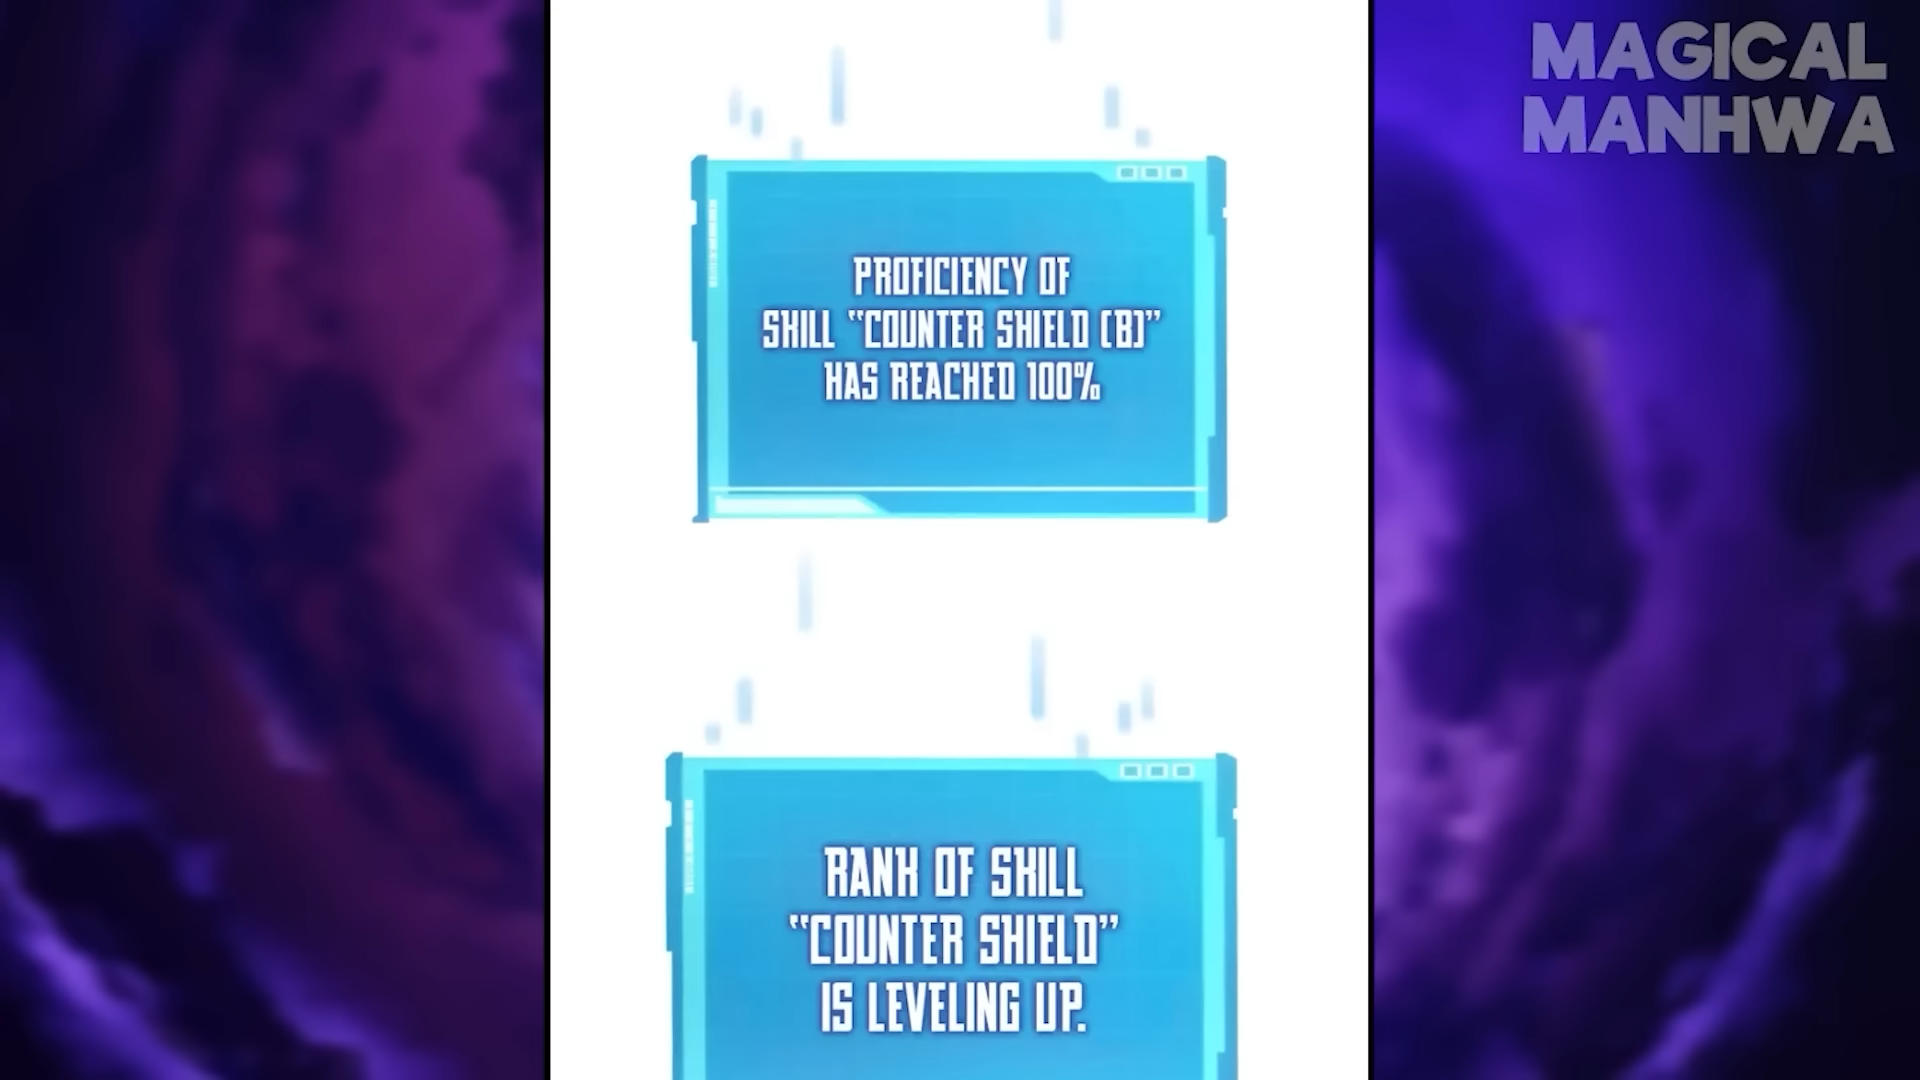 MAGICAL
MANHWA
PROFICIENCY OF
SKILL “COUNTER SHIELD (B)”
HAS REACHED 100%
RANK OF SKILL
“COUNTER SHIELD”
IS LEVELING UP.